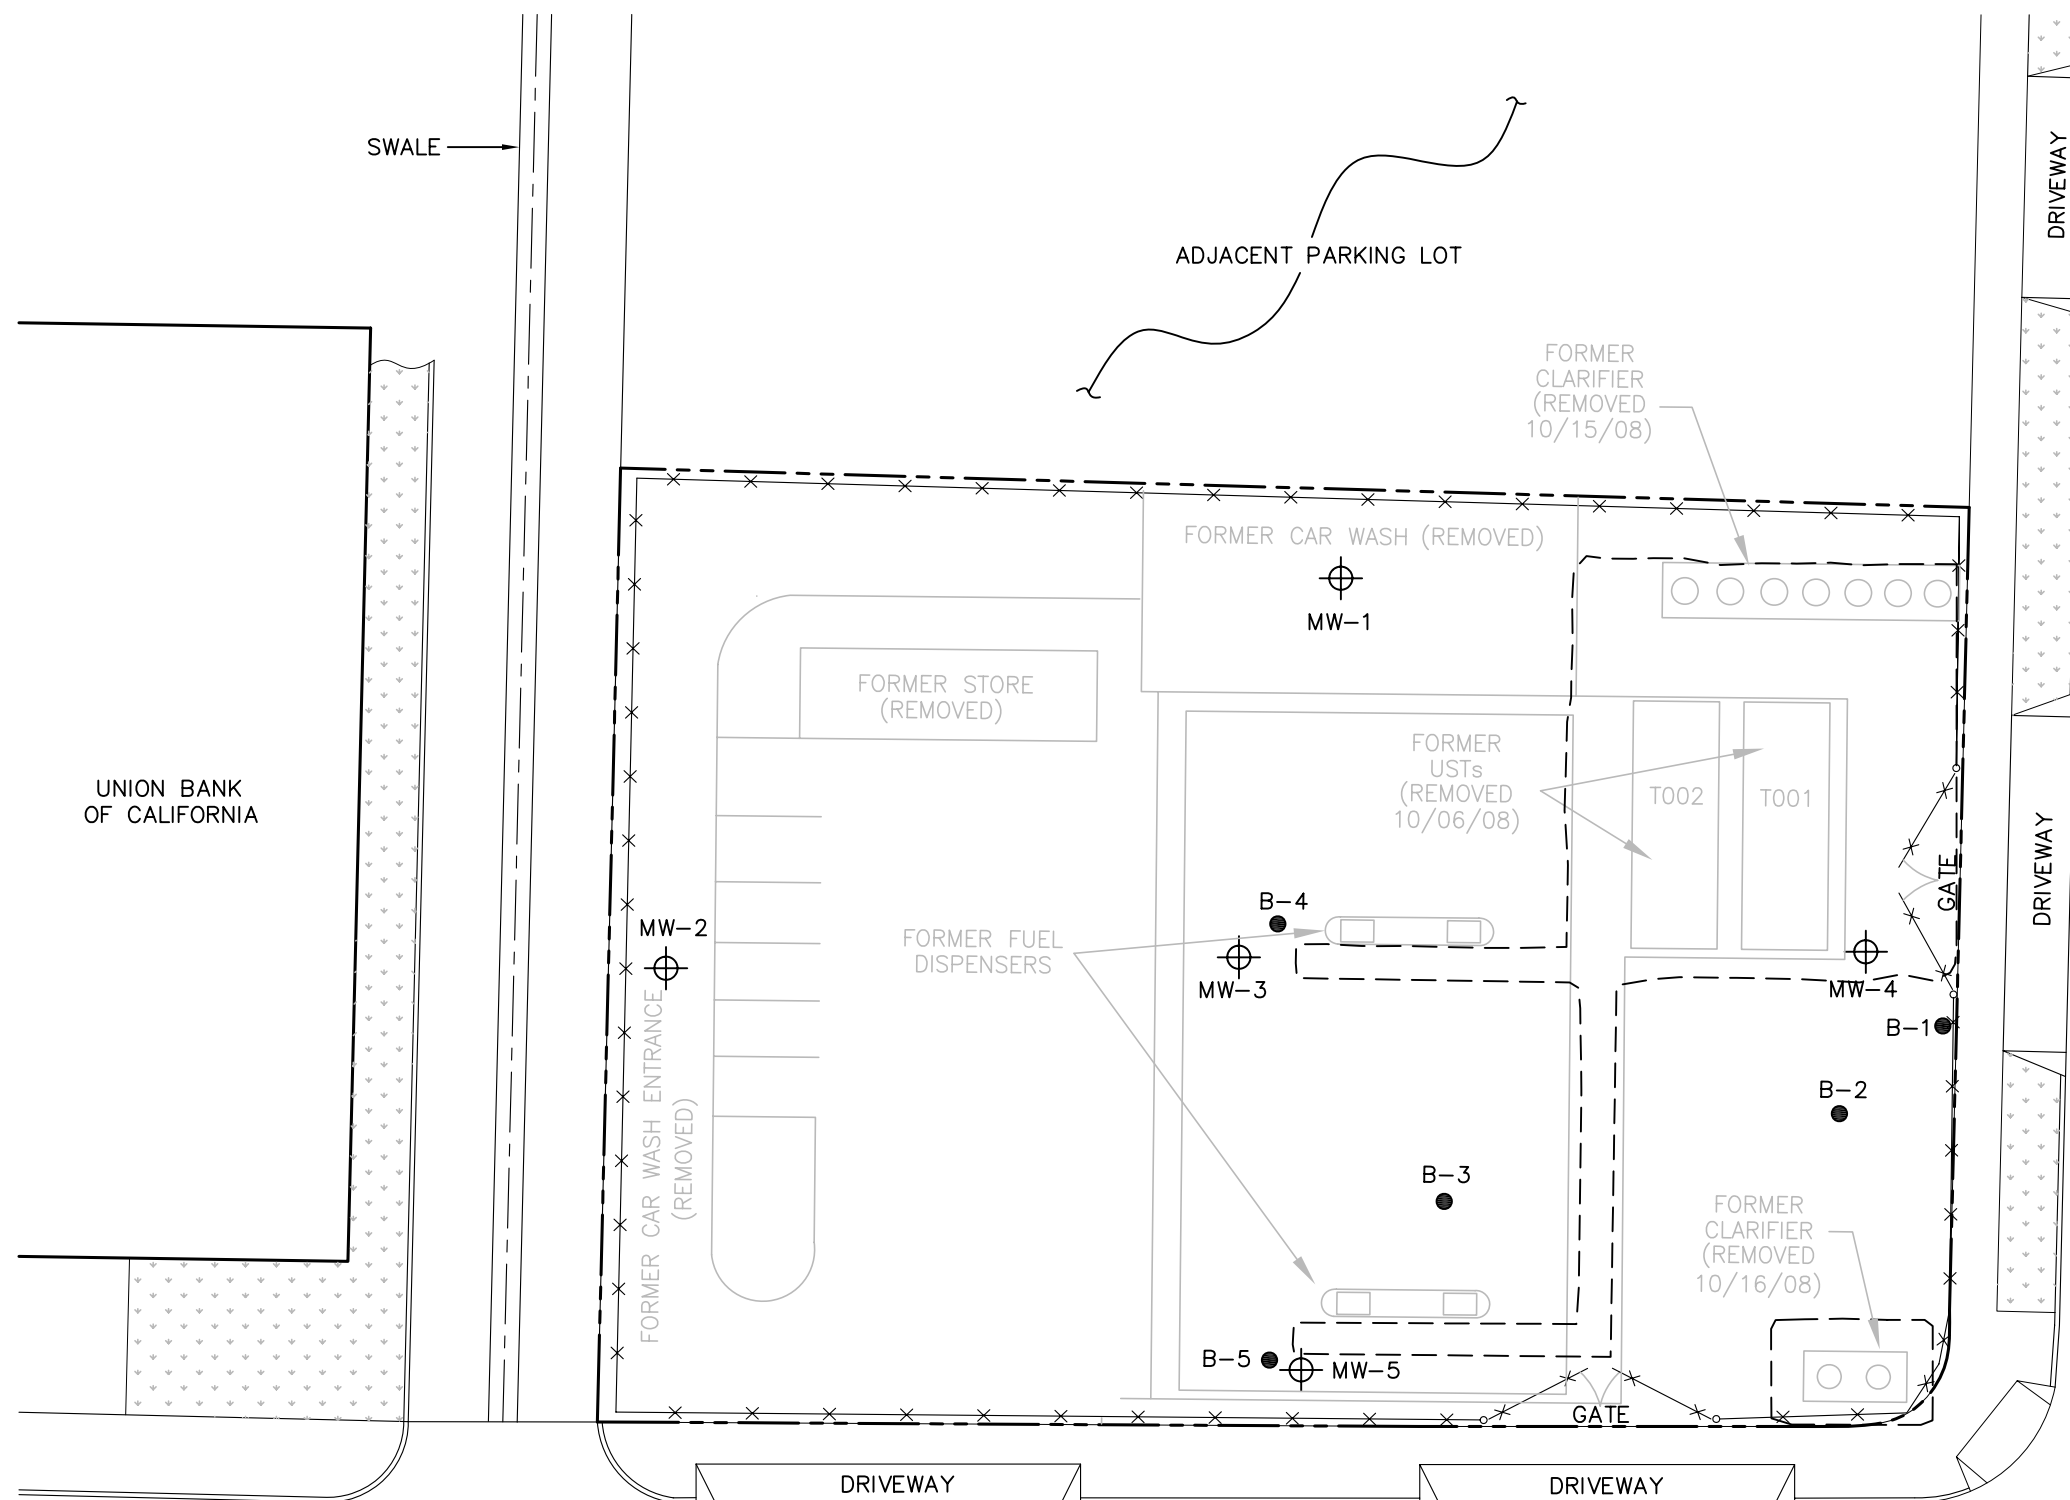 SWALE
ADJACENT PARKING LOT
DRIVEWAY
FORMER
CLARIFIER
(REMOVED
10/15/08)
FORMER CAR WASH (REMOVED)
MW-1
FORMER STORE
(REMOVED)
FORMER
USTs
(REMOVED
10/06/08)
T002
T001
UNION BANK
OF CALIFORNIA
GATE
DRIVEWAY
B-4
MW-2
FORMER FUEL
DISPENSERS
MW-3
MW-4
B-1
FORMER CAR WASH ENTRANCE
(REMOVED)
B-2
B-3
FORMER
CLARIFIER
(REMOVED
10/16/08)
B-5
MW-5
GATE
DRIVEWAY
DRIVEWAY